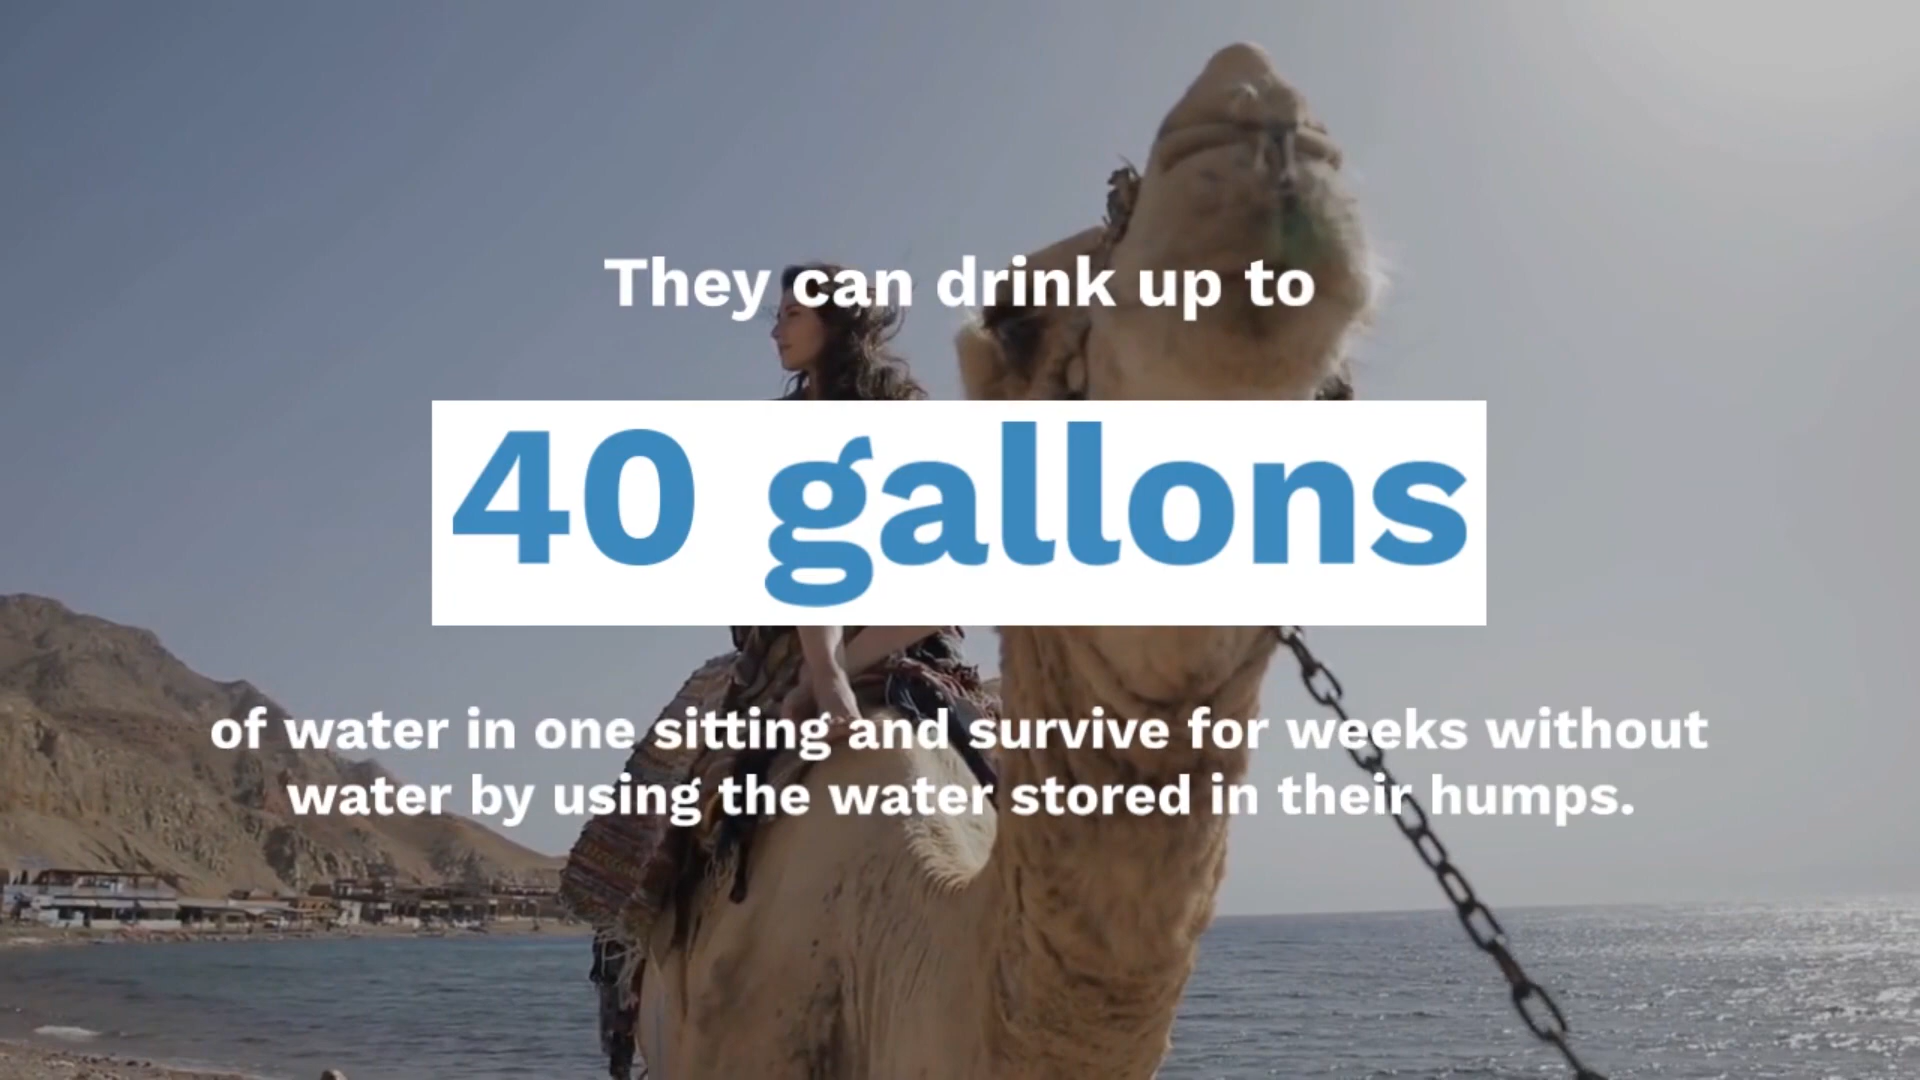 They can drink up to
40 gallons
of water in one sitting and survive for weeks without
water by using the water stored in their humps.